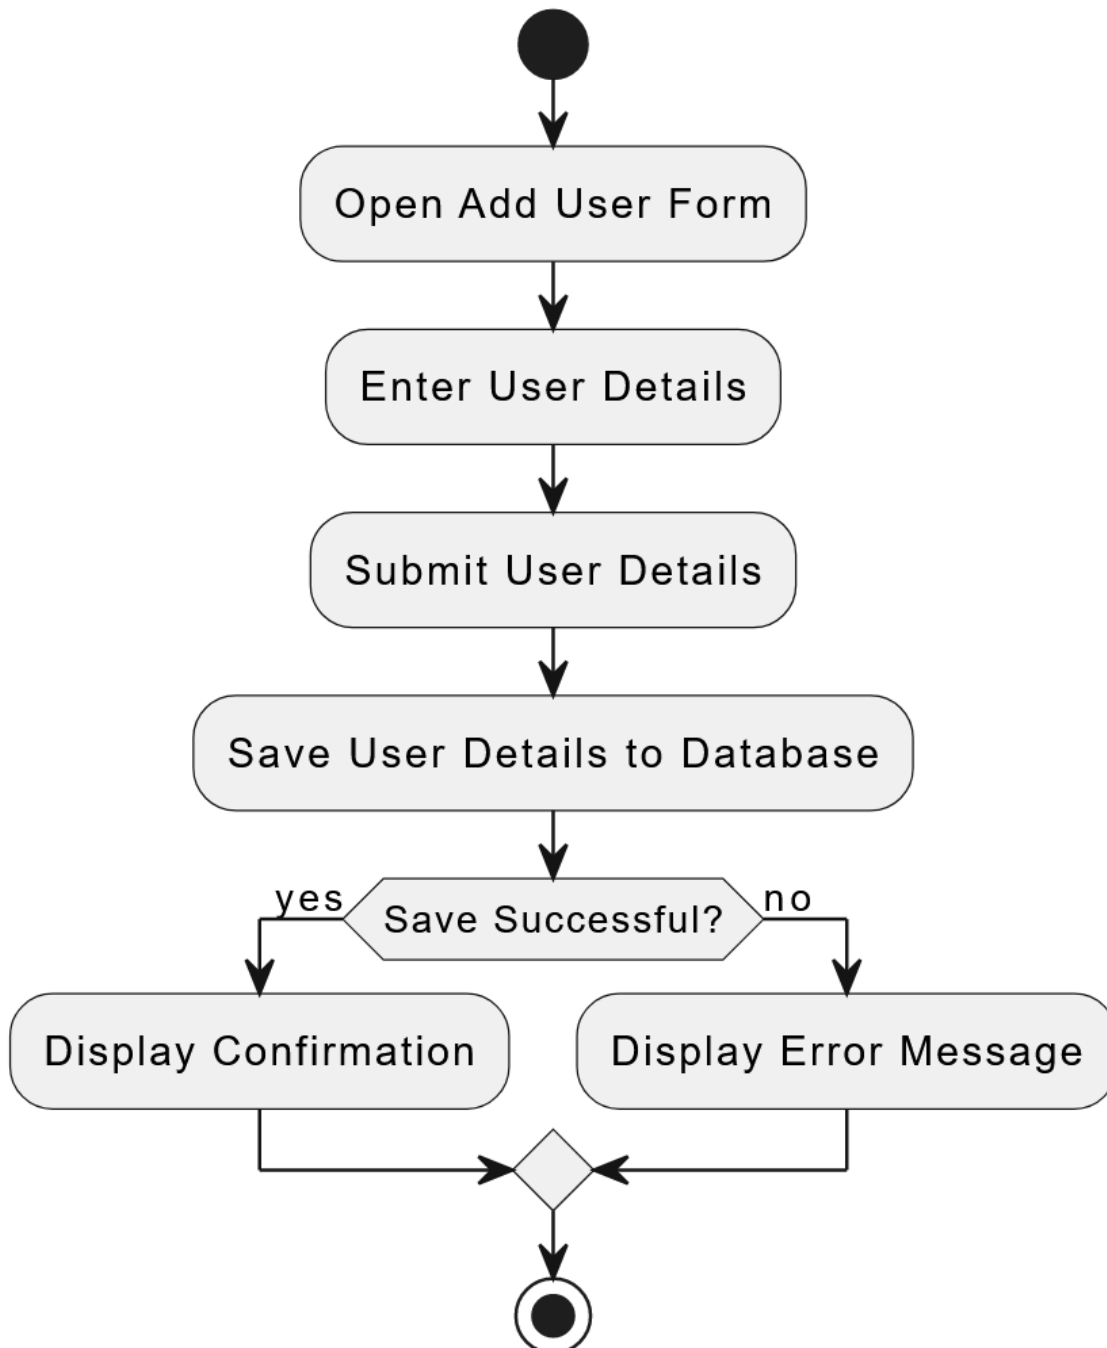 Open Add User Form
Enter User Details
Submit User Details
Save User Details to Database
yes
Save Successful?
no
Display Confirmation
Display Error Message